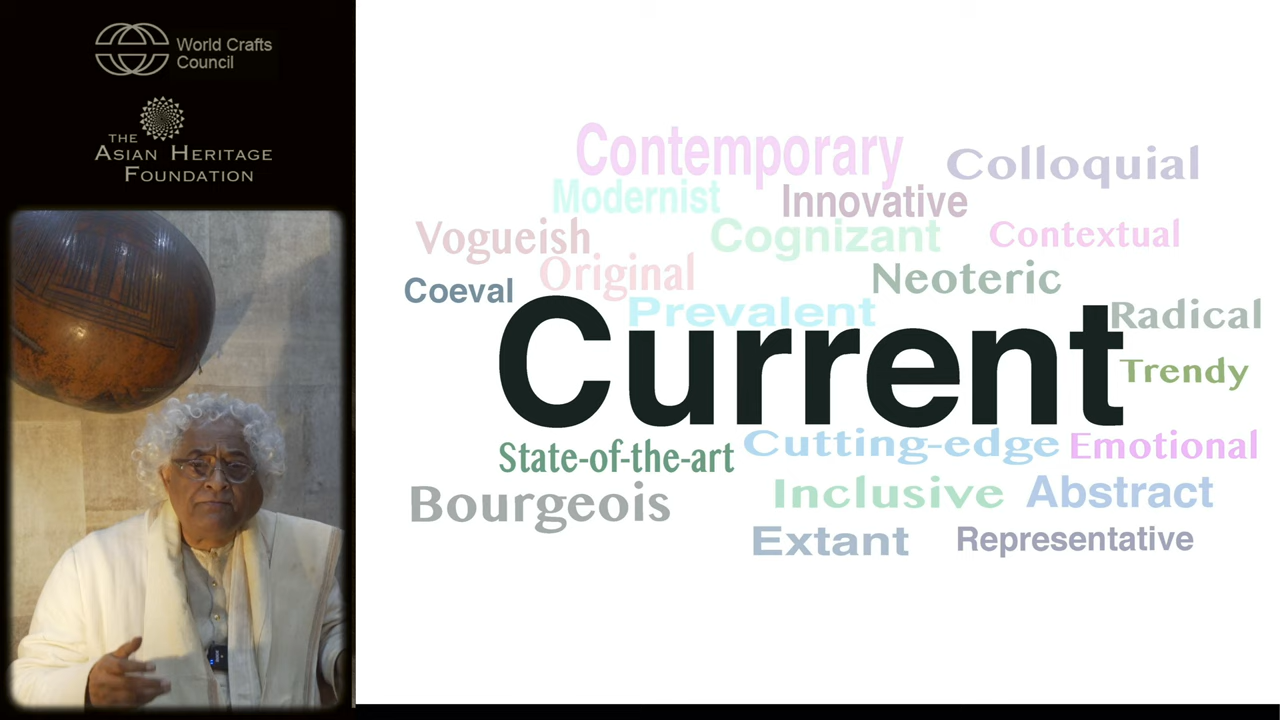 World Crafts
Council
THE
ASIAN HERITAGE
FOUNDATION
Contemporary
Colloquial
Modernist
Innovative
Vogueish
Cognizant
Contextual
Original
Neoteric
Coeval
Prevalent
Radical
Current
Trendy
State-of-the-art
Cutting-edge
Emotional
Bourgeois
Inclusive
Abstract
Extant
Representative